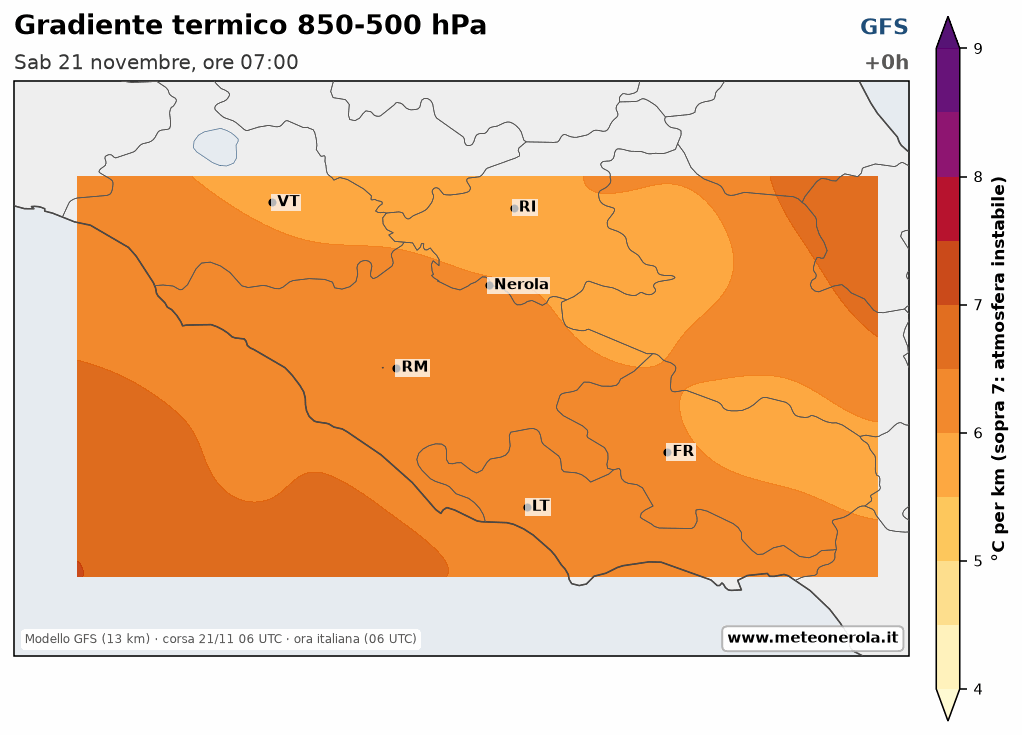 Gradiente termico 850-500 hPa
GFS
Sab 21 novembre, ore 07:00
+0h
VT
RI
Nerola
RM
FR
LT
9
8
7
6
5
4
°C per km (sopra 7: atmosfera instabile)
Modello GFS (13 km) · corsa 21/11 06 UTC · ora italiana (06 UTC)
www.meteonerola.it